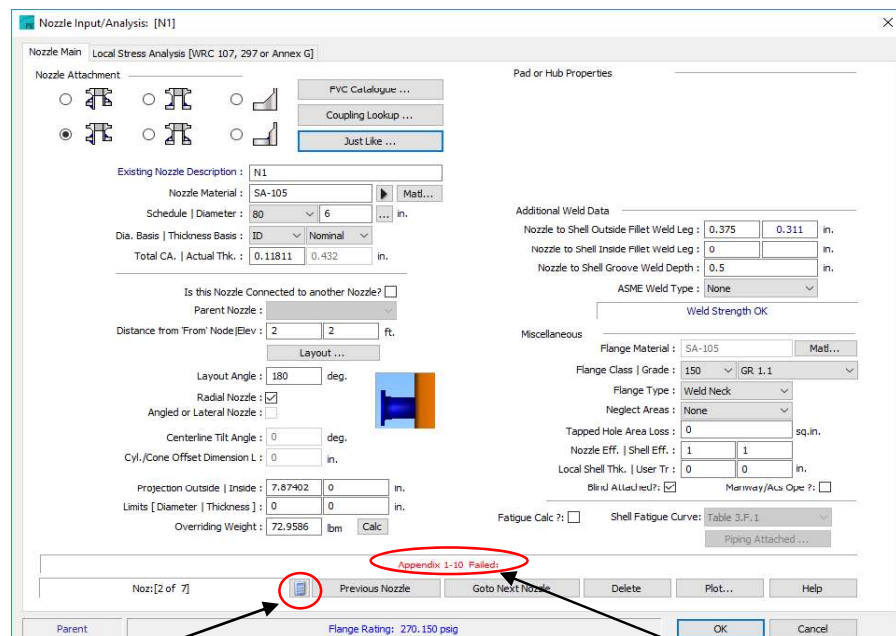 Nozzle Input/Analysis: [N1]
Nozzle Main Local Stress Analysis [WRC 107, 297 or Annex G]
Nozzle Attachment
PVC Catalogue ...
Coupling Lookup ...
Just Like ...
Existing Nozzle Description : N1
Nozzle Material : SA-105 Matl...
Schedule | Diameter : 80 6 ... in.
Dia. Basis | Thickness Basis : ID Nominal
Total CA. | Actual Thk. : 0.11811 0.432 in.
Is this Nozzle Connected to another Nozzle?
Parent Nozzle :
Distance from 'From' Node|Elev : 2 2 ft.
Layout ...
Layout Angle : 180 deg.
Radial Nozzle :
Angled or Lateral Nozzle :
Centerline Tilt Angle : 0 deg.
Cyl./Cone Offset Dimension L : 0 in.
Projection Outside | Inside : 7.87402 0 in.
Limits [ Diameter | Thickness ] : 0 0 in.
Overriding Weight : 72.9586 lbm Calc
Pad or Hub Properties
Additional Weld Data
Nozzle to Shell Outside Fillet Weld Leg : 0.375 0.311 in.
Nozzle to Shell Inside Fillet Weld Leg : 0 in.
Nozzle to Shell Groove Weld Depth : 0.5 in.
ASME Weld Type : None
Weld Strength OK
Miscellaneous
Flange Material : SA-105 Matl...
Flange Class | Grade : 150 GR 1.1
Flange Type : Weld Neck
Neglect Areas : None
Tapped Hole Area Loss : 0 sq.in.
Nozzle Eff. | Shell Eff. : 1 1
Local Shell Thk. | User Tr : 0 0 in.
Blind Attached?: Manway/Acs Ope ?:
Fatigue Calc ?: Shell Fatigue Curve: Table 3.F.1
Piping Attached ...
Appendix 1-10 Failed:
Noz:[2 of 7] Previous Nozzle Goto Next Nozzle Delete Plot... Help
Parent Flange Rating: 270.150 psig OK Cancel